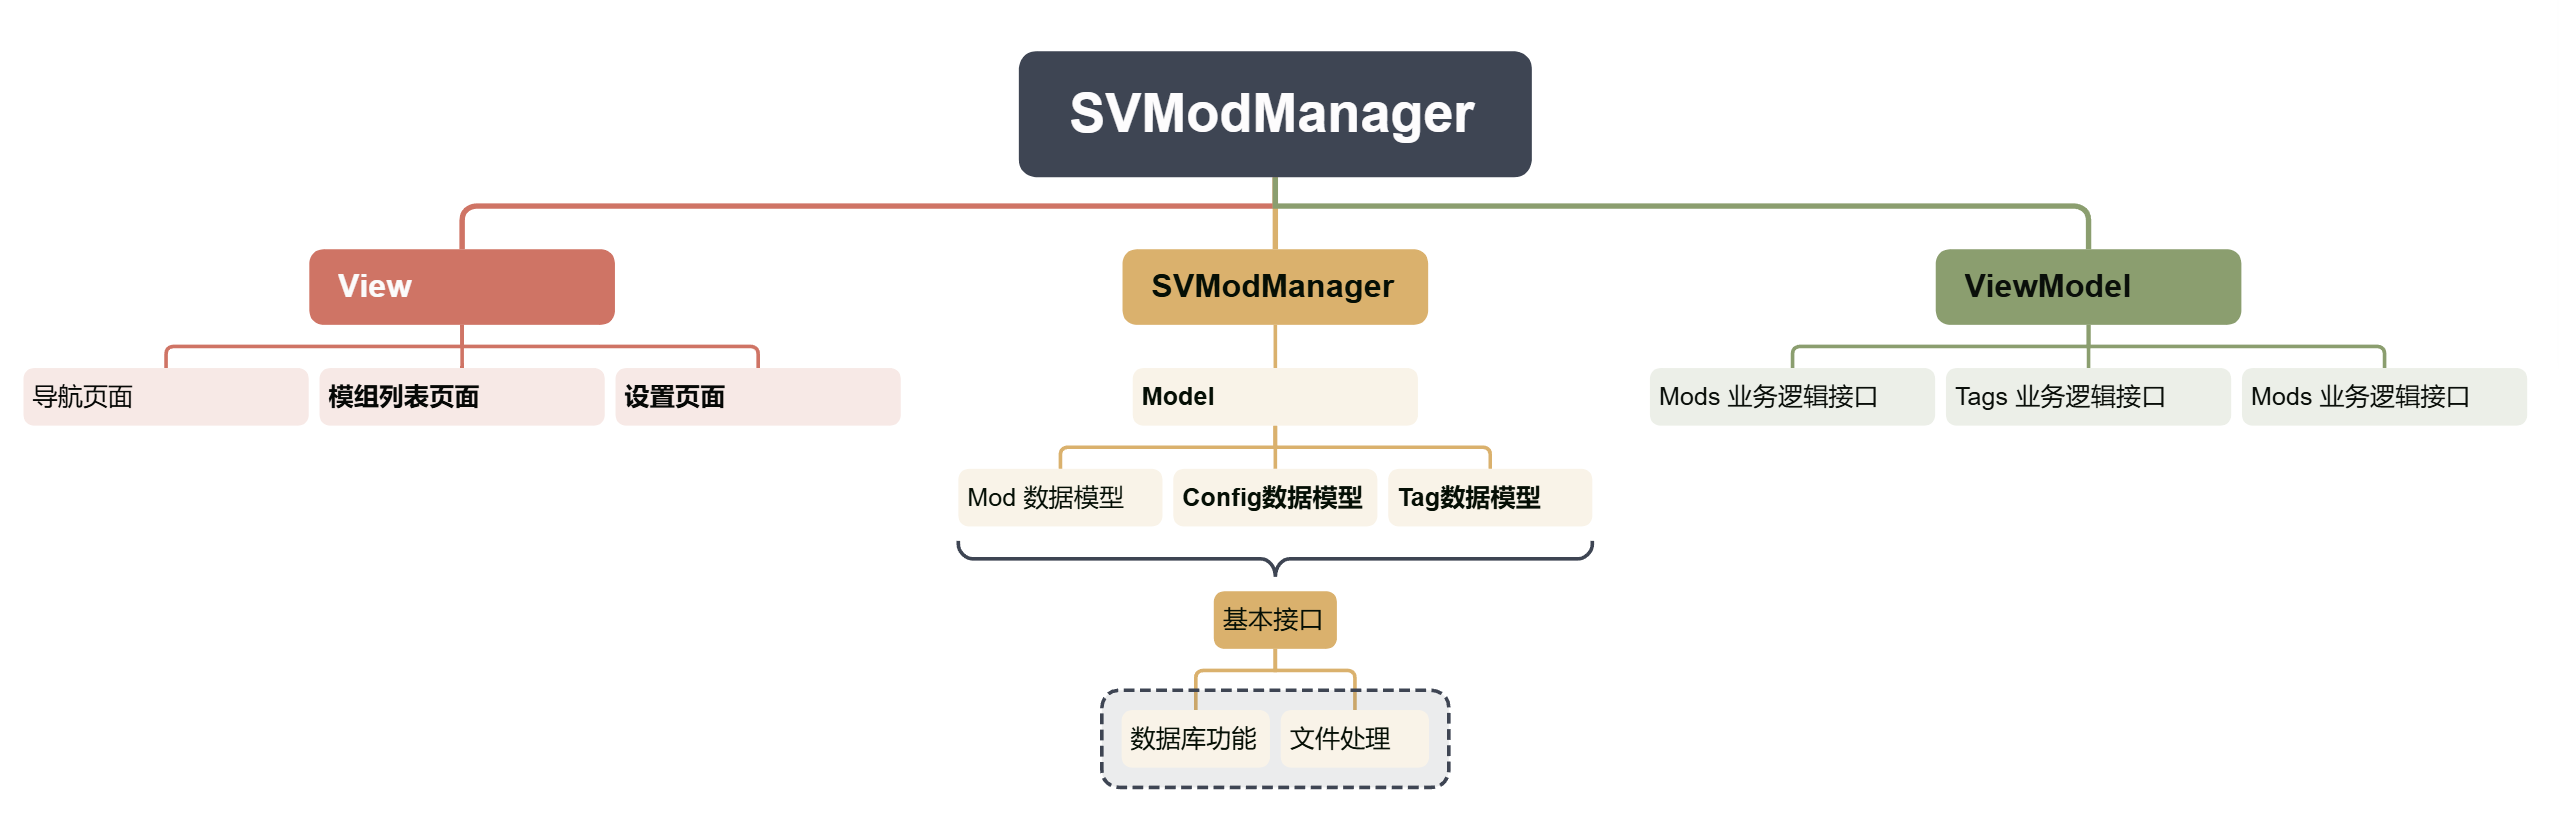 SVModManager
View
SVModManager
ViewModel
导航页面
模组列表页面
设置页面
Model
Mods 业务逻辑接口
Tags 业务逻辑接口
Mods 业务逻辑接口
Mod 数据模型
Config数据模型
Tag数据模型
基本接口
数据库功能
文件处理